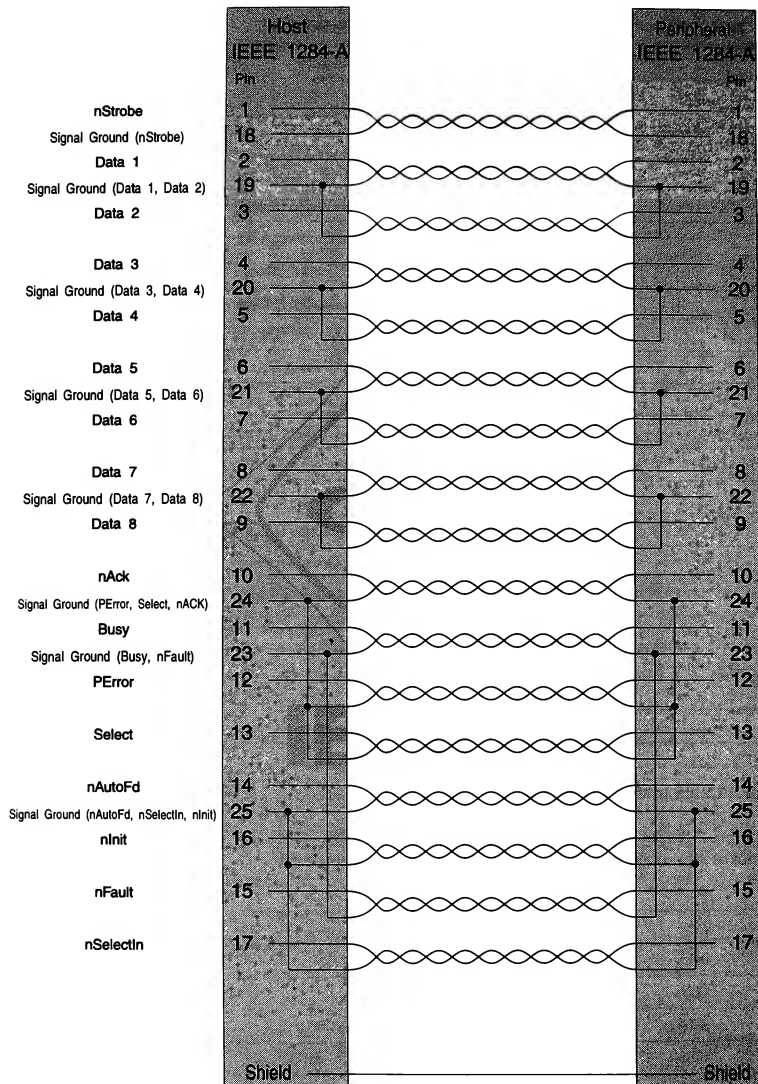 Host Peripheral
IEEE 1284-A IEEE 1284-A
Pin
nStrobe 1 1
Signal Ground (nStrobe) 18 18
Data 1 2 2
Signal Ground (Data 1, Data 2) 19 19
Data 2 3 3
Data 3 4 4
Signal Ground (Data 3, Data 4) 20 20
Data 4 5 5
Data 5 6 6
Signal Ground (Data 5, Data 6) 21 21
Data 6 7 7
Data 7 8 8
Signal Ground (Data 7, Data 8) 22 22
Data 8 9 9
nAck 10 10
Signal Ground (PError, Select, nACK) 24 24
Busy 11 11
Signal Ground (Busy, nFault) 23 23
PError 12 12
Select 13 13
nAutoFd 14 14
Signal Ground (nAutoFd, nSelectIn, nInit) 25 25
nInit 16 16
nFault 15 15
nSelectIn 17 17
Shield Shield